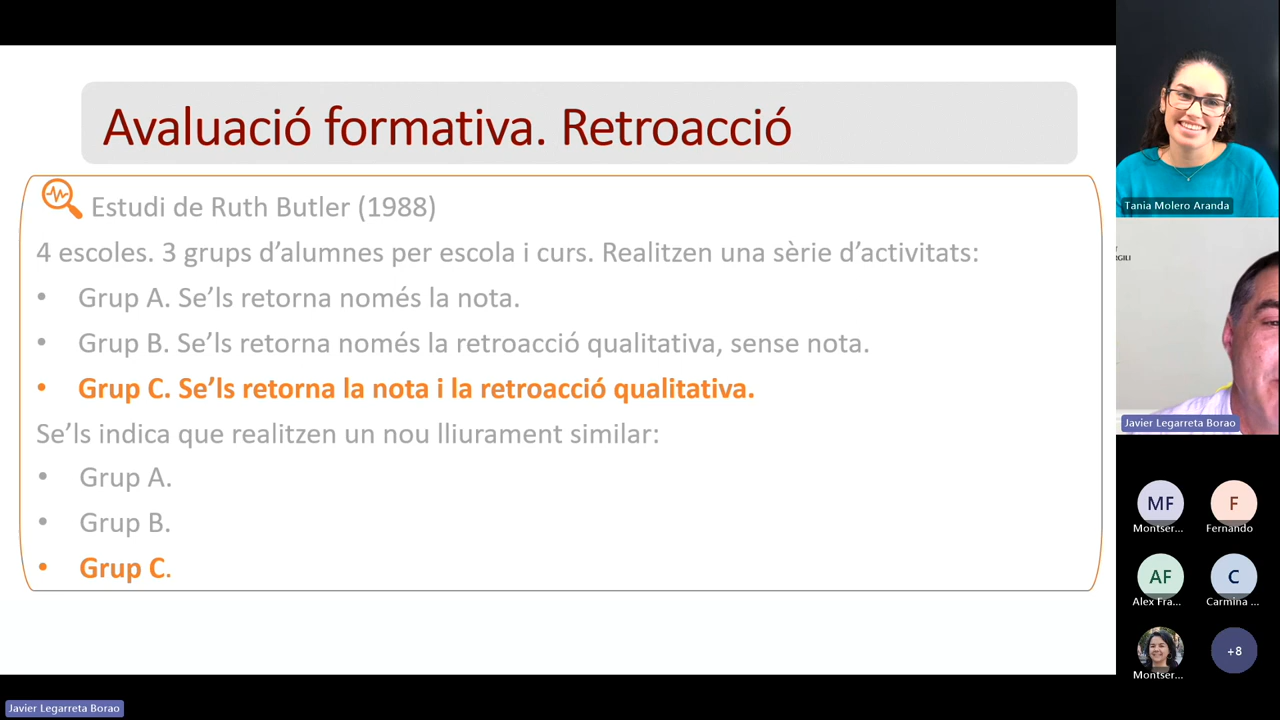 Avaluació formativa. Retroacció
Estudi de Ruth Butler (1988)
4 escoles. 3 grups d’alumnes per escola i curs. Realitzen una sèrie d’activitats:
• Grup A. Se’ls retorna només la nota.
• Grup B. Se’ls retorna només la retroacció qualitativa, sense nota.
• Grup C. Se’ls retorna la nota i la retroacció qualitativa.
Se’ls indica que realitzen un nou lliurament similar:
• Grup A.
• Grup B.
• Grup C.
Tania Molero Aranda
Javier Legarreta Borao
MF
F
Montser...
Fernando
AF
C
Alex Fra...
Carmina ...
+8
Montser...
Javier Legarreta Borao